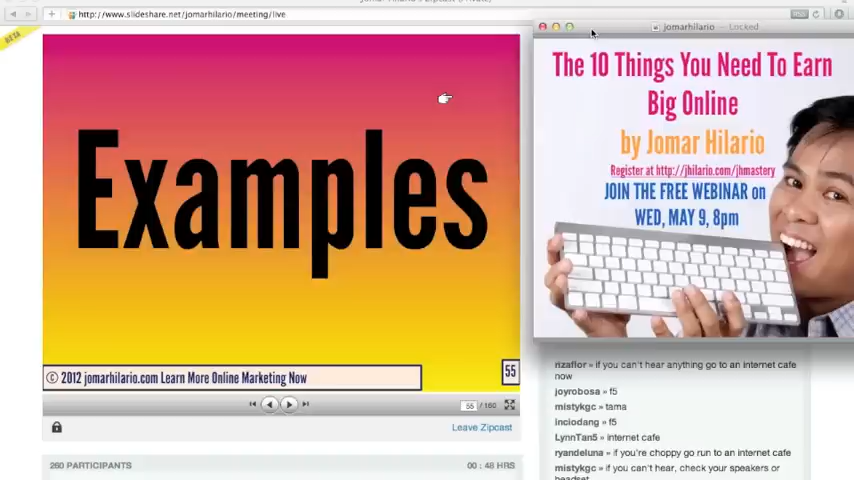 http://www.slideshare.net/jomarhilario/meeting/live
BETA
Examples
© 2012 jomarhilario.com Learn More Online Marketing Now
55
55 / 160
Leave Zipcast
260 PARTICIPANTS
00 : 48 HRS
jomarhilario — Locked
The 10 Things You Need To Earn
Big Online
by Jomar Hilario
Register at http://jhilario.com/jhmastery
JOIN THE FREE WEBINAR on
WED, MAY 9, 8pm
rizaflor » if you can't hear anything go to an internet cafe
now
joyrobosa » f5
mistykgc » tama
inciodang » f5
LynnTan5 » internet cafe
ryandeluna » if you're choppy go run to an internet cafe
mistykgc » if you can't hear, check your speakers or
headset